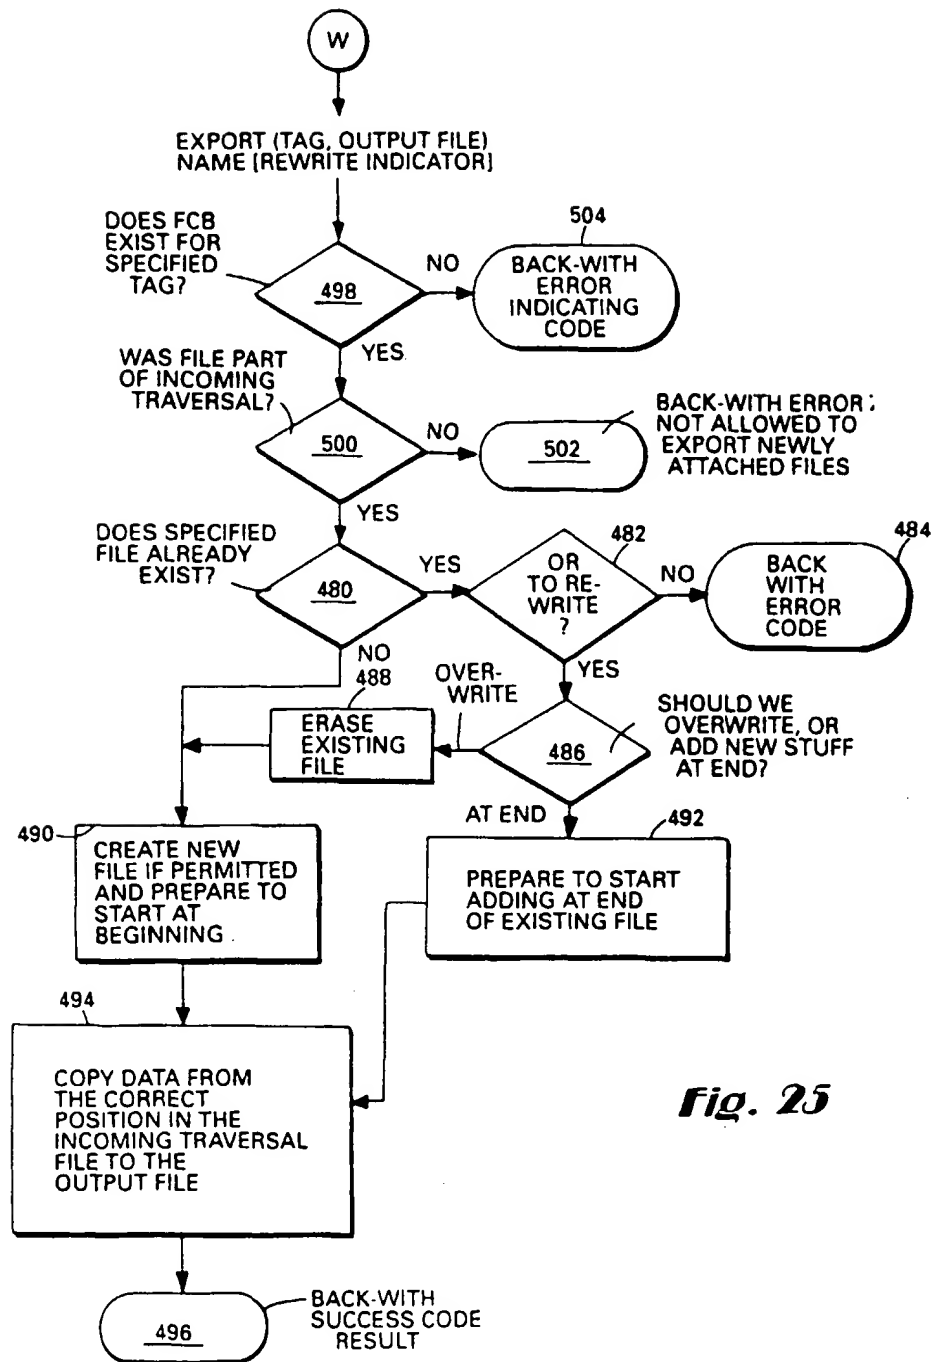 W
EXPORT (TAG, OUTPUT FILE)
NAME [REWRITE INDICATOR]
DOES FCB
EXIST FOR
SPECIFIED
TAG?
498
NO
504
BACK-WITH
ERROR
INDICATING
CODE
YES
WAS FILE PART
OF INCOMING
TRAVERSAL?
500
NO
502
BACK-WITH ERROR:
NOT ALLOWED TO
EXPORT NEWLY
ATTACHED FILES
YES
DOES SPECIFIED
FILE ALREADY
EXIST?
480
YES
482
OR
TO RE-
WRITE
?
NO
484
BACK
WITH
ERROR
CODE
NO
YES
488
ERASE
EXISTING
FILE
OVER-
WRITE
486
SHOULD WE
OVERWRITE, OR
ADD NEW STUFF
AT END?
AT END
490
CREATE NEW
FILE IF PERMITTED
AND PREPARE TO
START AT
BEGINNING
492
PREPARE TO START
ADDING AT END
OF EXISTING FILE
494
COPY DATA FROM
THE CORRECT
POSITION IN THE
INCOMING TRAVERSAL
FILE TO THE
OUTPUT FILE
Fig. 25
496
BACK-WITH
SUCCESS CODE
RESULT